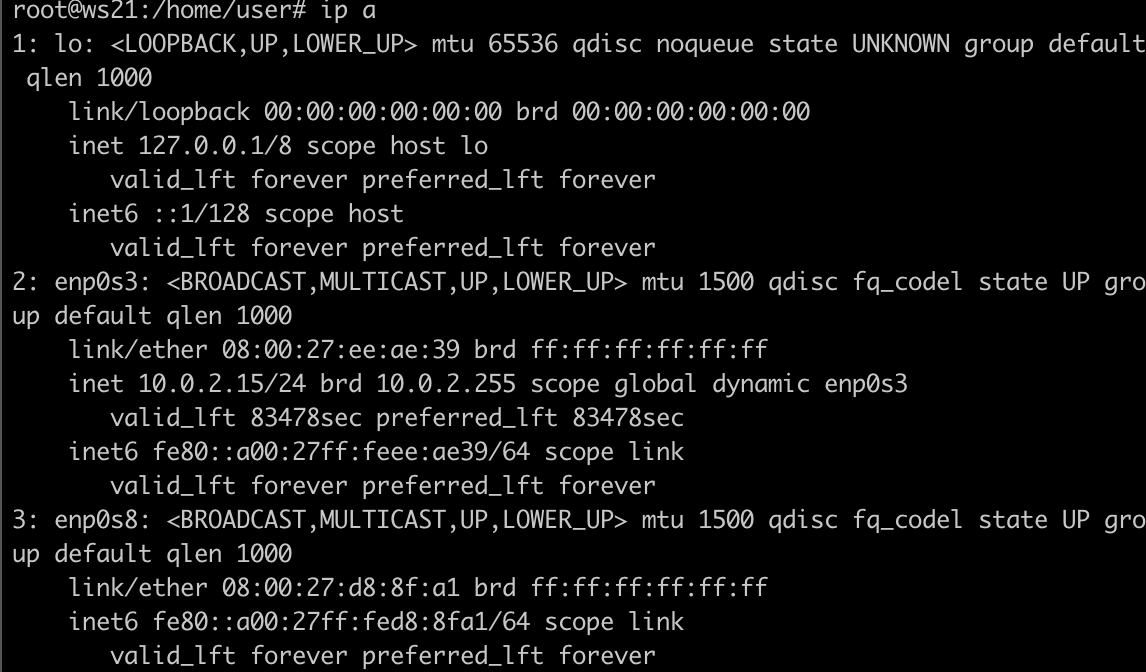 root@ws21:/home/user# ip a
1: lo: <LOOPBACK,UP,LOWER_UP> mtu 65536 qdisc noqueue state UNKNOWN group default
 qlen 1000
    link/loopback 00:00:00:00:00:00 brd 00:00:00:00:00:00
    inet 127.0.0.1/8 scope host lo
       valid_lft forever preferred_lft forever
    inet6 ::1/128 scope host
       valid_lft forever preferred_lft forever
2: enp0s3: <BROADCAST,MULTICAST,UP,LOWER_UP> mtu 1500 qdisc fq_codel state UP gro
up default qlen 1000
    link/ether 08:00:27:ee:ae:39 brd ff:ff:ff:ff:ff:ff
    inet 10.0.2.15/24 brd 10.0.2.255 scope global dynamic enp0s3
       valid_lft 83478sec preferred_lft 83478sec
    inet6 fe80::a00:27ff:feee:ae39/64 scope link
       valid_lft forever preferred_lft forever
3: enp0s8: <BROADCAST,MULTICAST,UP,LOWER_UP> mtu 1500 qdisc fq_codel state UP gro
up default qlen 1000
    link/ether 08:00:27:d8:8f:a1 brd ff:ff:ff:ff:ff:ff
    inet6 fe80::a00:27ff:fed8:8fa1/64 scope link
       valid_lft forever preferred_lft forever